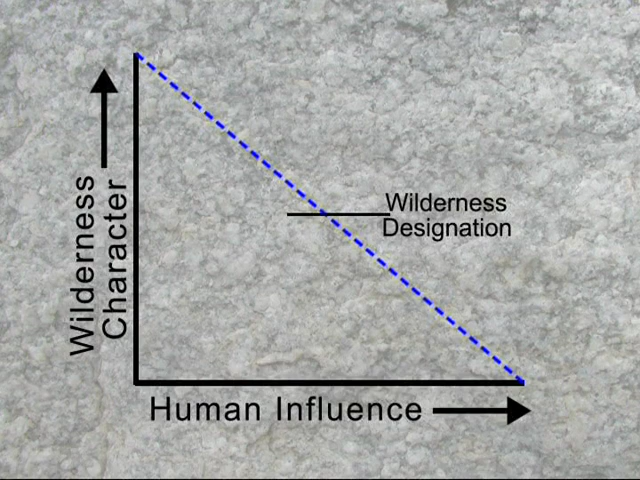 Wilderness
Character
Wilderness
Designation
Human Influence